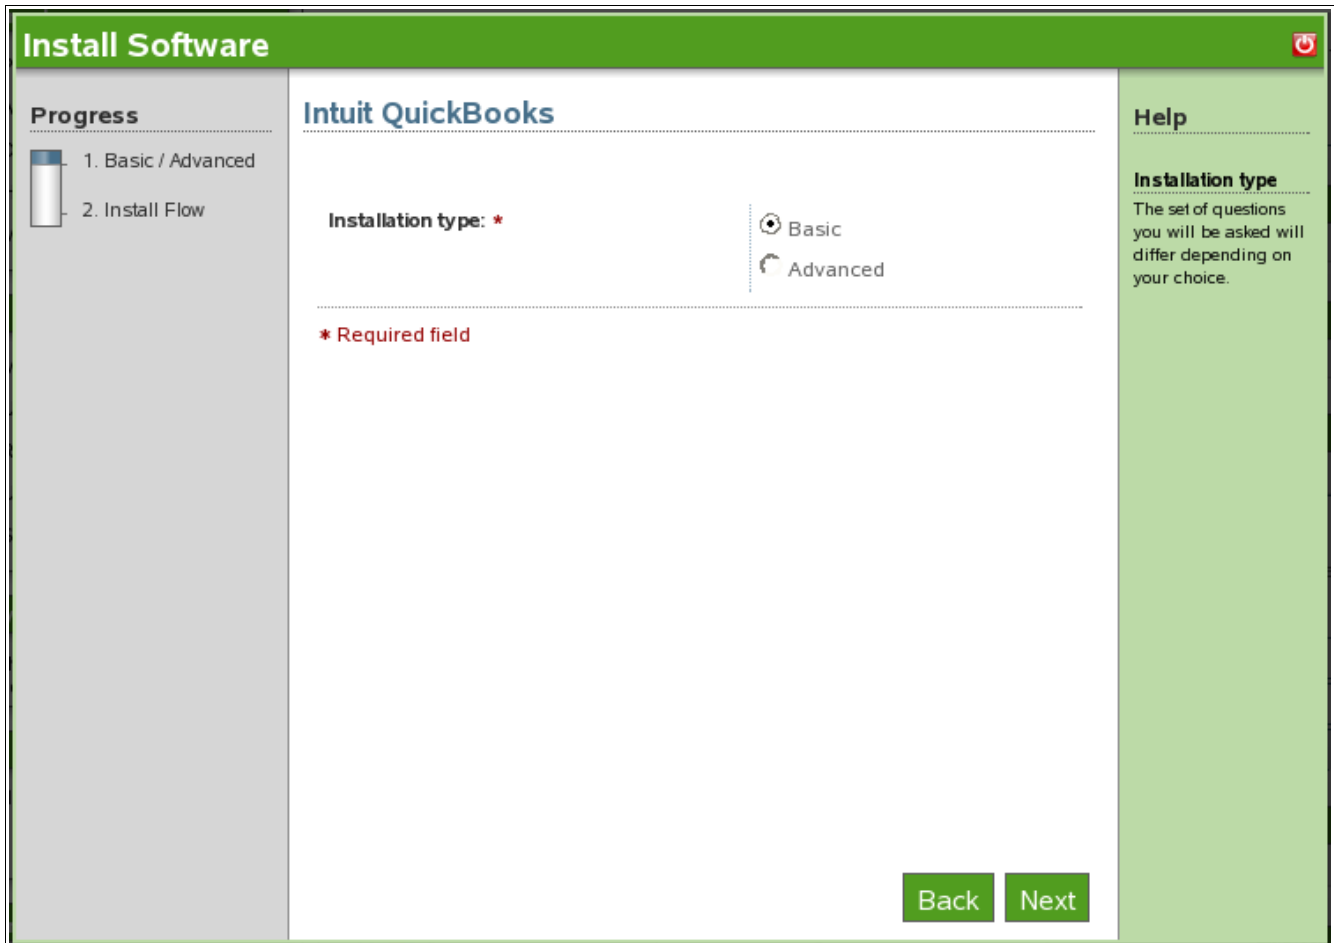 Install Software
Progress
1. Basic / Advanced
2. Install Flow
Intuit QuickBooks
Installation type: *
Basic
Advanced
* Required field
Back
Next
Help
Installation type
The set of questions
you will be asked will
differ depending on
your choice.